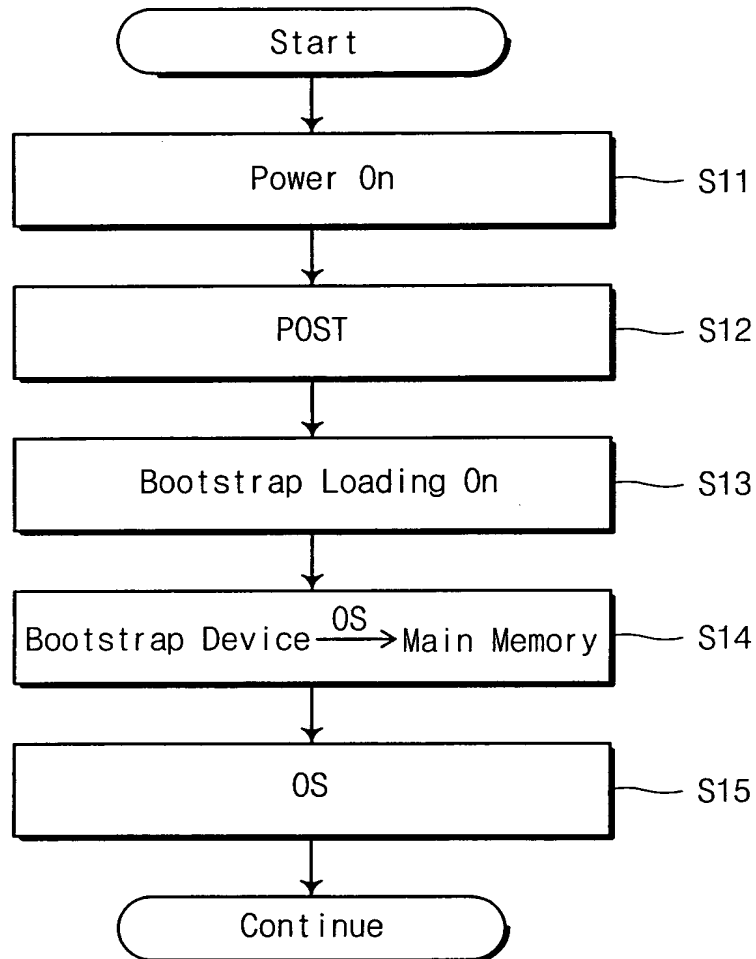 Start
Power On
S11
POST
S12
Bootstrap Loading On
S13
OS
Bootstrap Device → Main Memory
S14
OS
S15
Continue